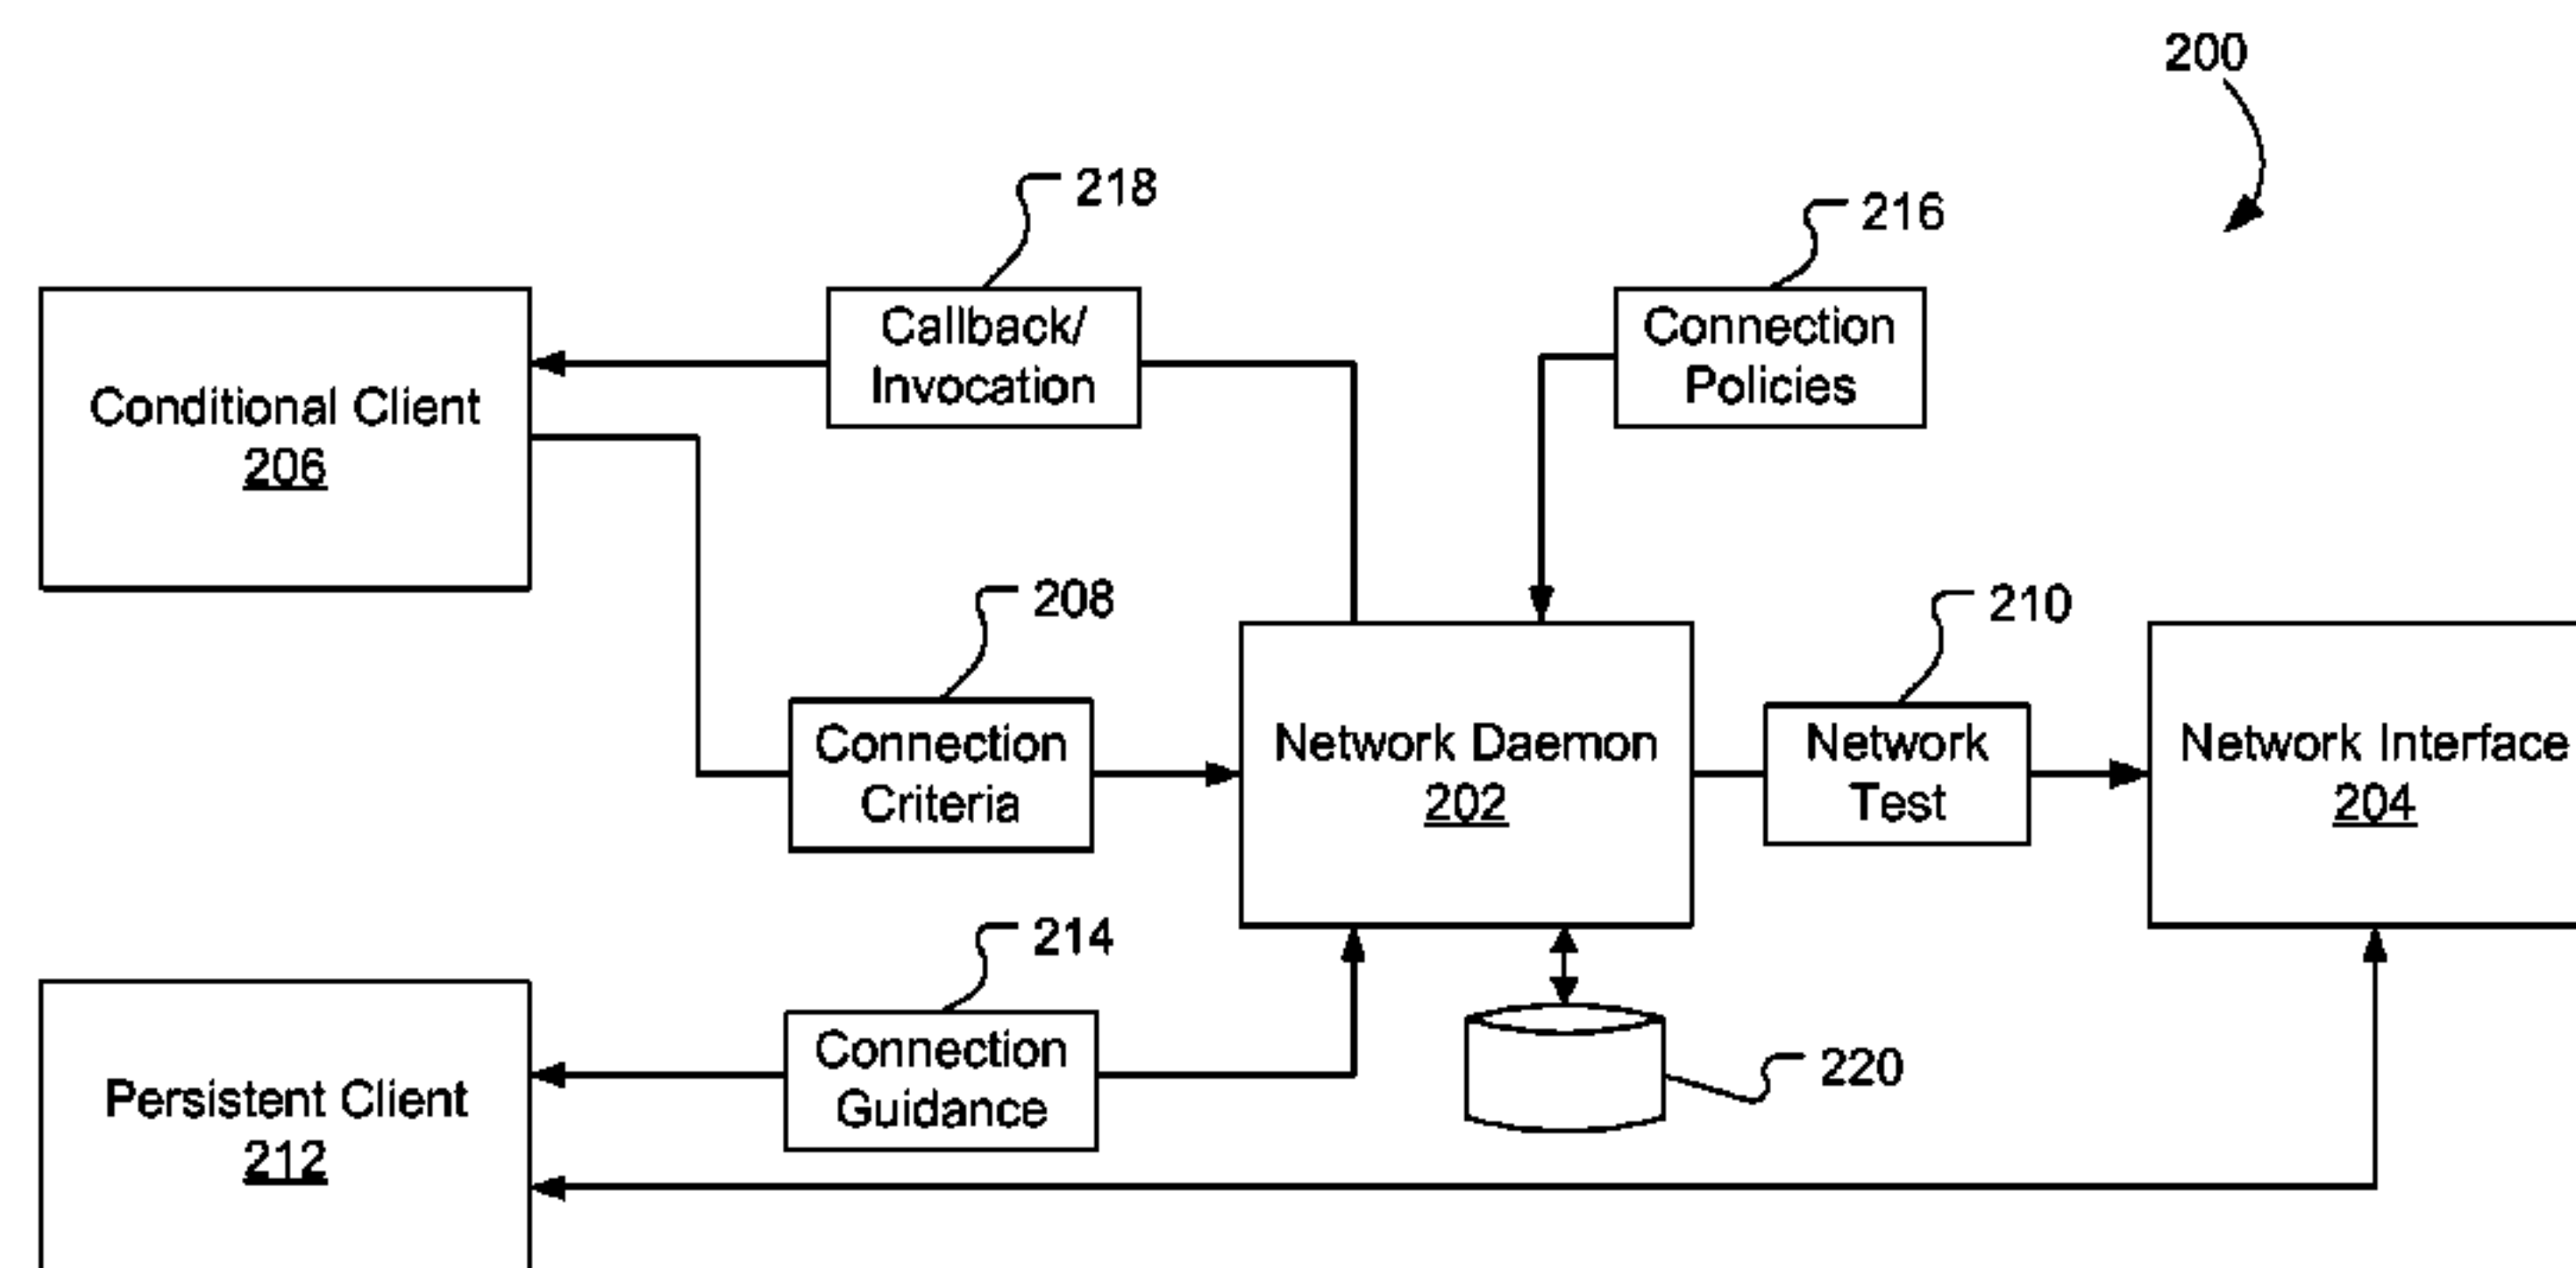 200
218
216
Callback/
Invocation
Connection
Policies
Conditional Client
206
208
210
Connection
Criteria
Network Daemon
202
Network
Test
Network Interface
204
214
Connection
Guidance
220
Persistent Client
212